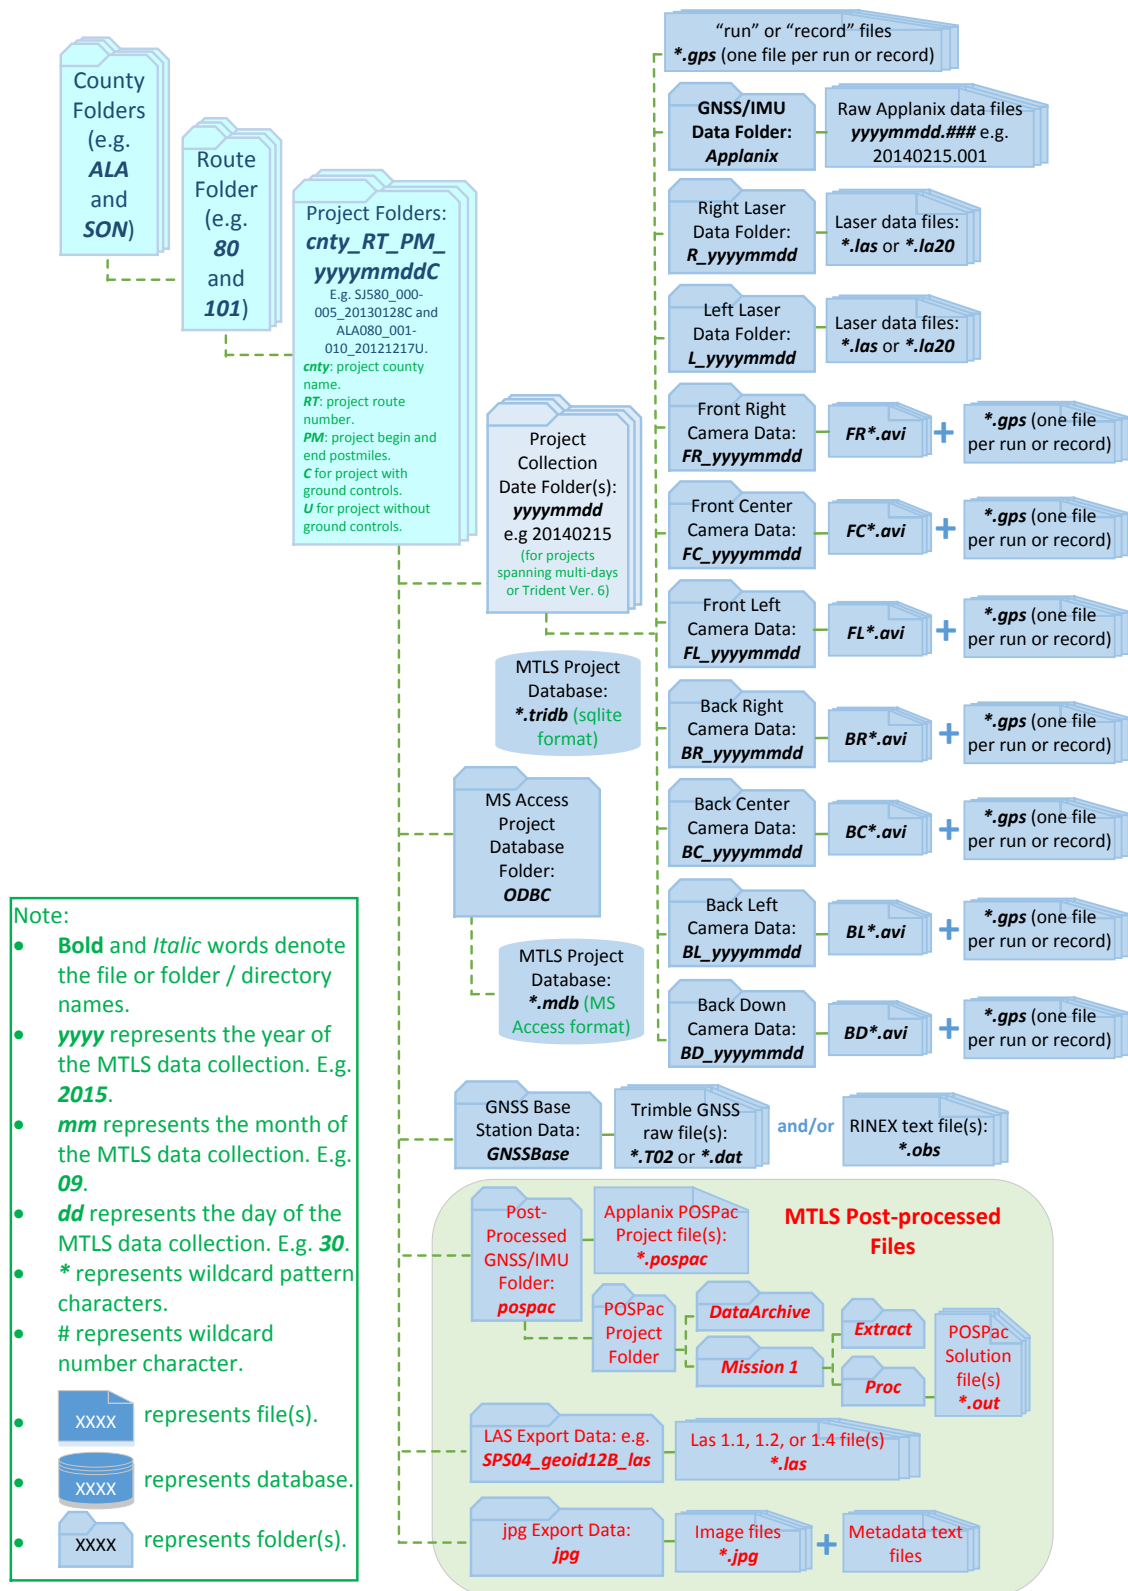 County
Folders
(e.g.
ALA
and
SON)
Route
Folder
(e.g.
80
and
101)
Project Folders:
cnty_RT_PM_
yyyymmddC
E.g. SJ580_000-
005_20130128C and
ALA080_001-
010_20121217U.
cnty: project county
name.
RT: project route
number.
PM: project begin and
end postmiles.
C for project with
ground controls.
U for project without
ground controls.
Project
Collection
Date Folder(s):
yyyymmdd
e.g 20140215
(for projects
spanning multi-days
or Trident Ver. 6)
"run" or "record" files
*.gps (one file per run or record)
GNSS/IMU
Data Folder:
Applanix
Raw Applanix data files
yyyymmdd.### e.g.
20140215.001
Right Laser
Data Folder:
R_yyyymmdd
Laser data files:
*.las or *.la20
Left Laser
Data Folder:
L_yyyymmdd
Laser data files:
*.las or *.la20
Front Right
Camera Data:
FR_yyyymmdd
FR*.avi
+
*.gps (one file
per run or record)
Front Center
Camera Data:
FC_yyyymmdd
FC*.avi
+
*.gps (one file
per run or record)
Front Left
Camera Data:
FL_yyyymmdd
FL*.avi
+
*.gps (one file
per run or record)
Back Right
Camera Data:
BR_yyyymmdd
BR*.avi
+
*.gps (one file
per run or record)
Back Center
Camera Data:
BC_yyyymmdd
BC*.avi
+
*.gps (one file
per run or record)
Back Left
Camera Data:
BL_yyyymmdd
BL*.avi
+
*.gps (one file
per run or record)
Back Down
Camera Data:
BD_yyyymmdd
BD*.avi
+
*.gps (one file
per run or record)
MTLS Project
Database:
*.tridb (sqlite
format)
MS Access
Project
Database
Folder:
ODBC
MTLS Project
Database:
*.mdb (MS
Access format)
GNSS Base
Station Data:
GNSSBase
Trimble GNSS
raw file(s):
*.T02 or *.dat
and/or
RINEX text file(s):
*.obs
MTLS Post-processed
Files
Post-
Processed
GNSS/IMU
Folder:
pospac
Applanix POSPac
Project file(s):
*.pospac
POSPac
Project
Folder
DataArchive
Mission 1
Extract
Proc
POSPac
Solution
file(s)
*.out
LAS Export Data: e.g.
SPS04_geoid12B_las
Las 1.1, 1.2, or 1.4 file(s)
*.las
jpg Export Data:
jpg
Image files
*.jpg
+
Metadata text
files
Note:
• Bold and Italic words denote
the file or folder / directory
names.
• yyyy represents the year of
the MTLS data collection. E.g.
2015.
• mm represents the month of
the MTLS data collection. E.g.
09.
• dd represents the day of the
MTLS data collection. E.g. 30.
• * represents wildcard pattern
characters.
• # represents wildcard
number character.
• XXXX represents file(s).
• XXXX represents database.
• XXXX represents folder(s).